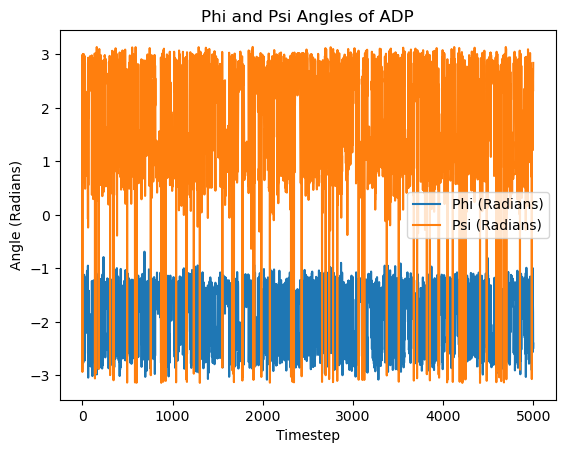 Phi and Psi Angles of ADP
Angle (Radians)
3
2
1
0
−1
−2
−3
Phi (Radians)
Psi (Radians)
0
1000
2000
3000
4000
5000
Timestep